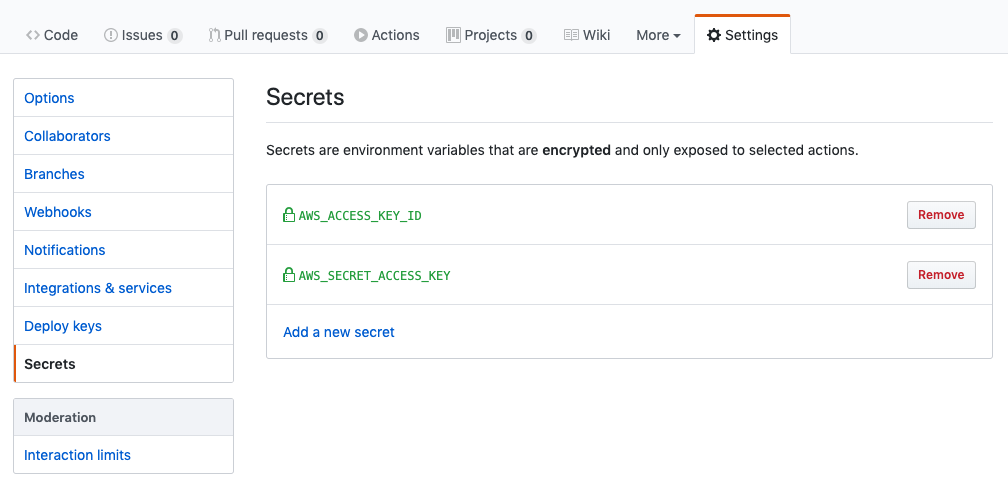 Code Issues 0 Pull requests 0 Actions Projects 0 Wiki More Settings
Options
Collaborators
Branches
Webhooks
Notifications
Integrations & services
Deploy keys
Secrets
Moderation
Interaction limits
Secrets
Secrets are environment variables that are encrypted and only exposed to selected actions.
AWS_ACCESS_KEY_ID Remove
AWS_SECRET_ACCESS_KEY Remove
Add a new secret